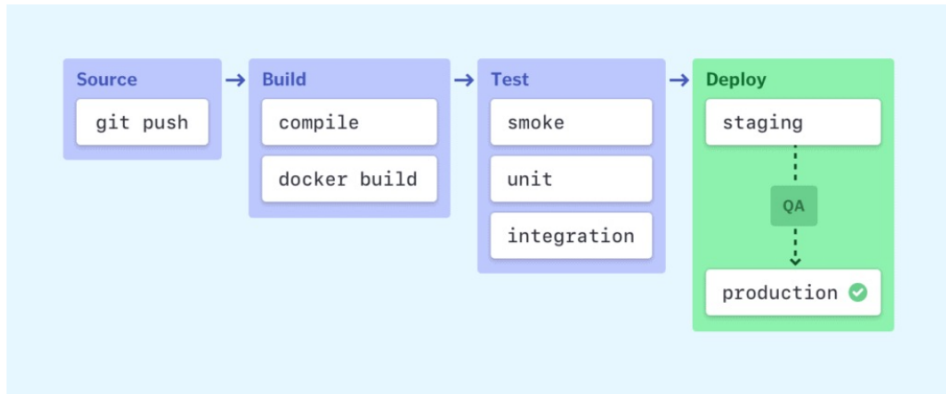 Source
git push
Build
compile
docker build
Test
smoke
unit
integration
Deploy
staging
QA
production